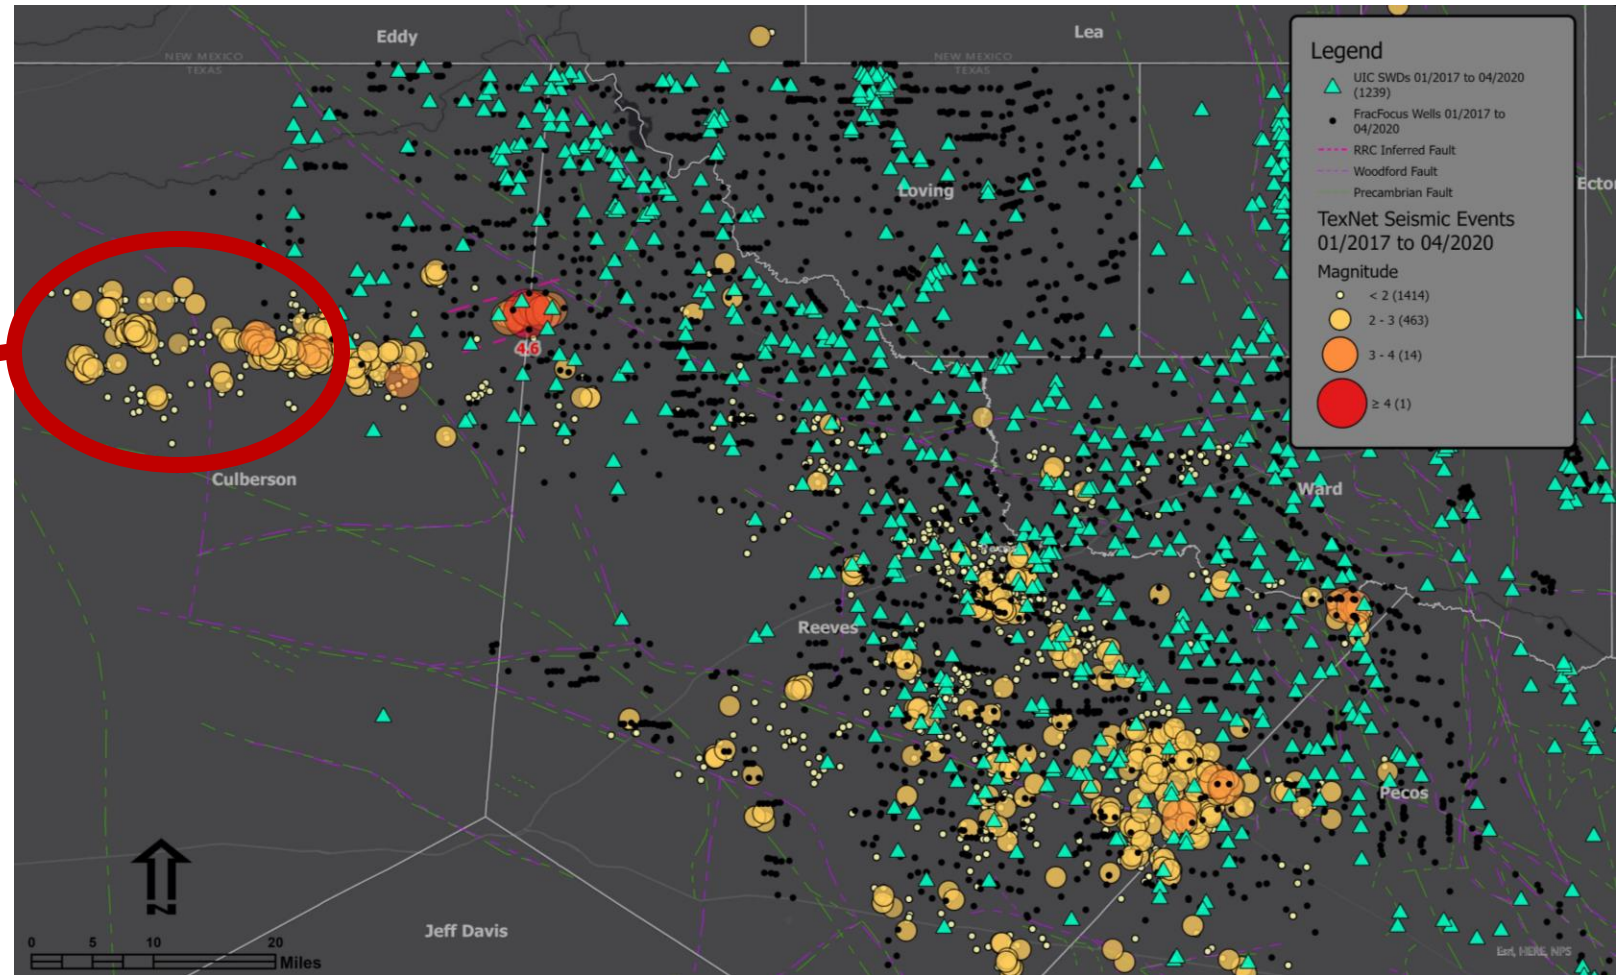 Eddy
Lea
NEW MEXICO
TEXAS
NEW MEXICO
TEXAS
Legend
UIC SWDs 01/2017 to 04/2020
(1239)
FracFocus Wells 01/2017 to
04/2020
RRC Inferred Fault
Woodford Fault
Precambrian Fault
TexNet Seismic Events
01/2017 to 04/2020
Magnitude
< 2 (1414)
2 - 3 (463)
3 - 4 (14)
≥ 4 (1)
Loving
Ector
4.6
Culberson
Ward
Reeves
Pecos
Jeff Davis
N
0 5 10 20
Miles
Esri, HERE, NPS